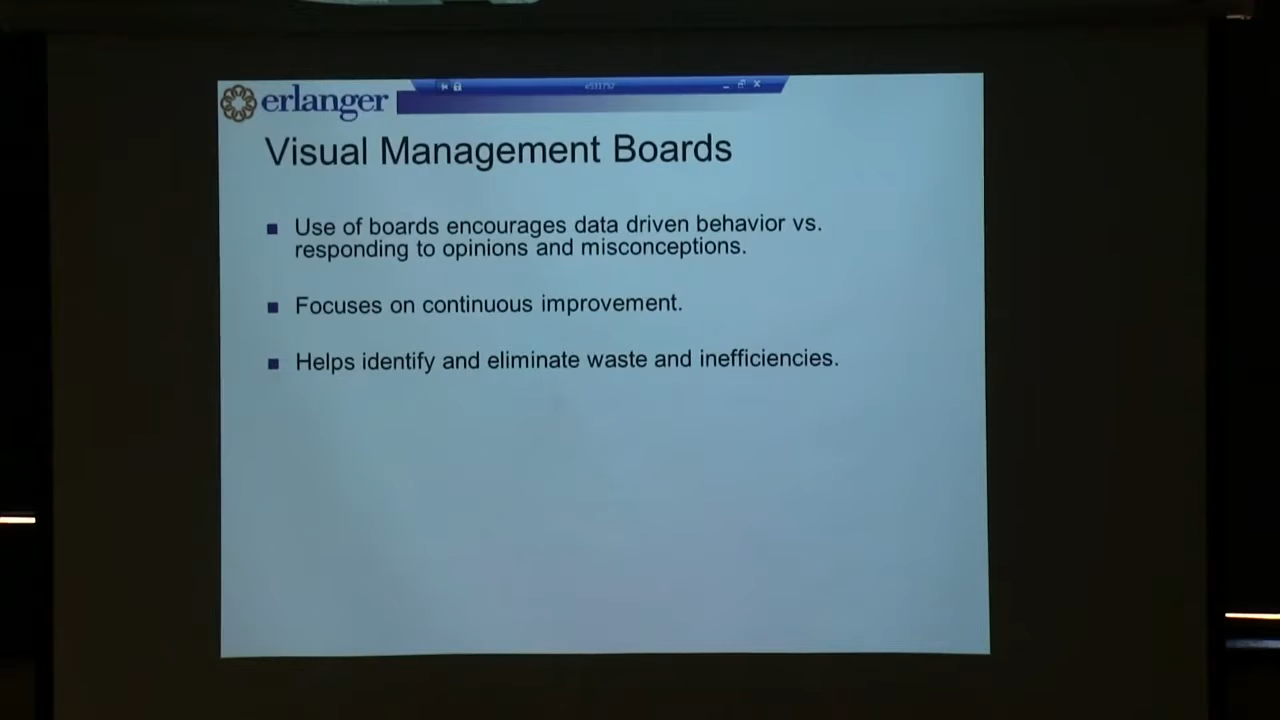 erlanger
Visual Management Boards
Use of boards encourages data driven behavior vs.
responding to opinions and misconceptions.
Focuses on continuous improvement.
Helps identify and eliminate waste and inefficiencies.